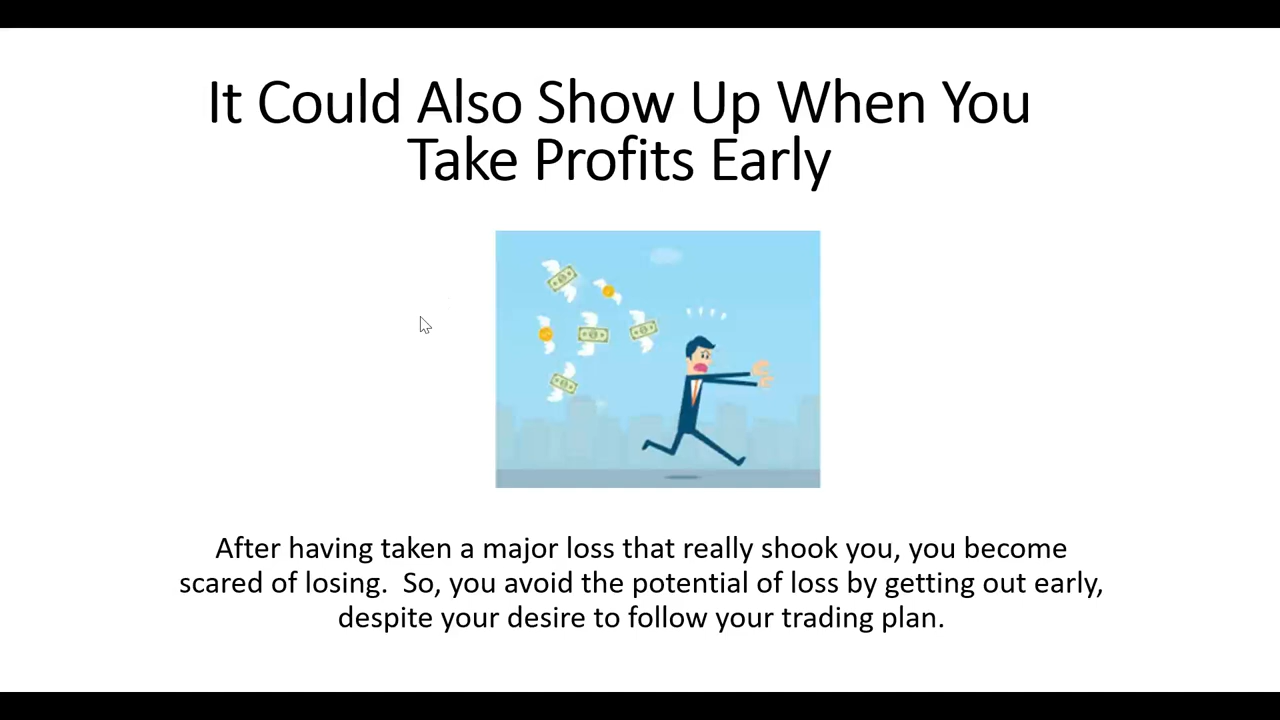 It Could Also Show Up When You
Take Profits Early
After having taken a major loss that really shook you, you become
scared of losing.  So, you avoid the potential of loss by getting out early,
despite your desire to follow your trading plan.